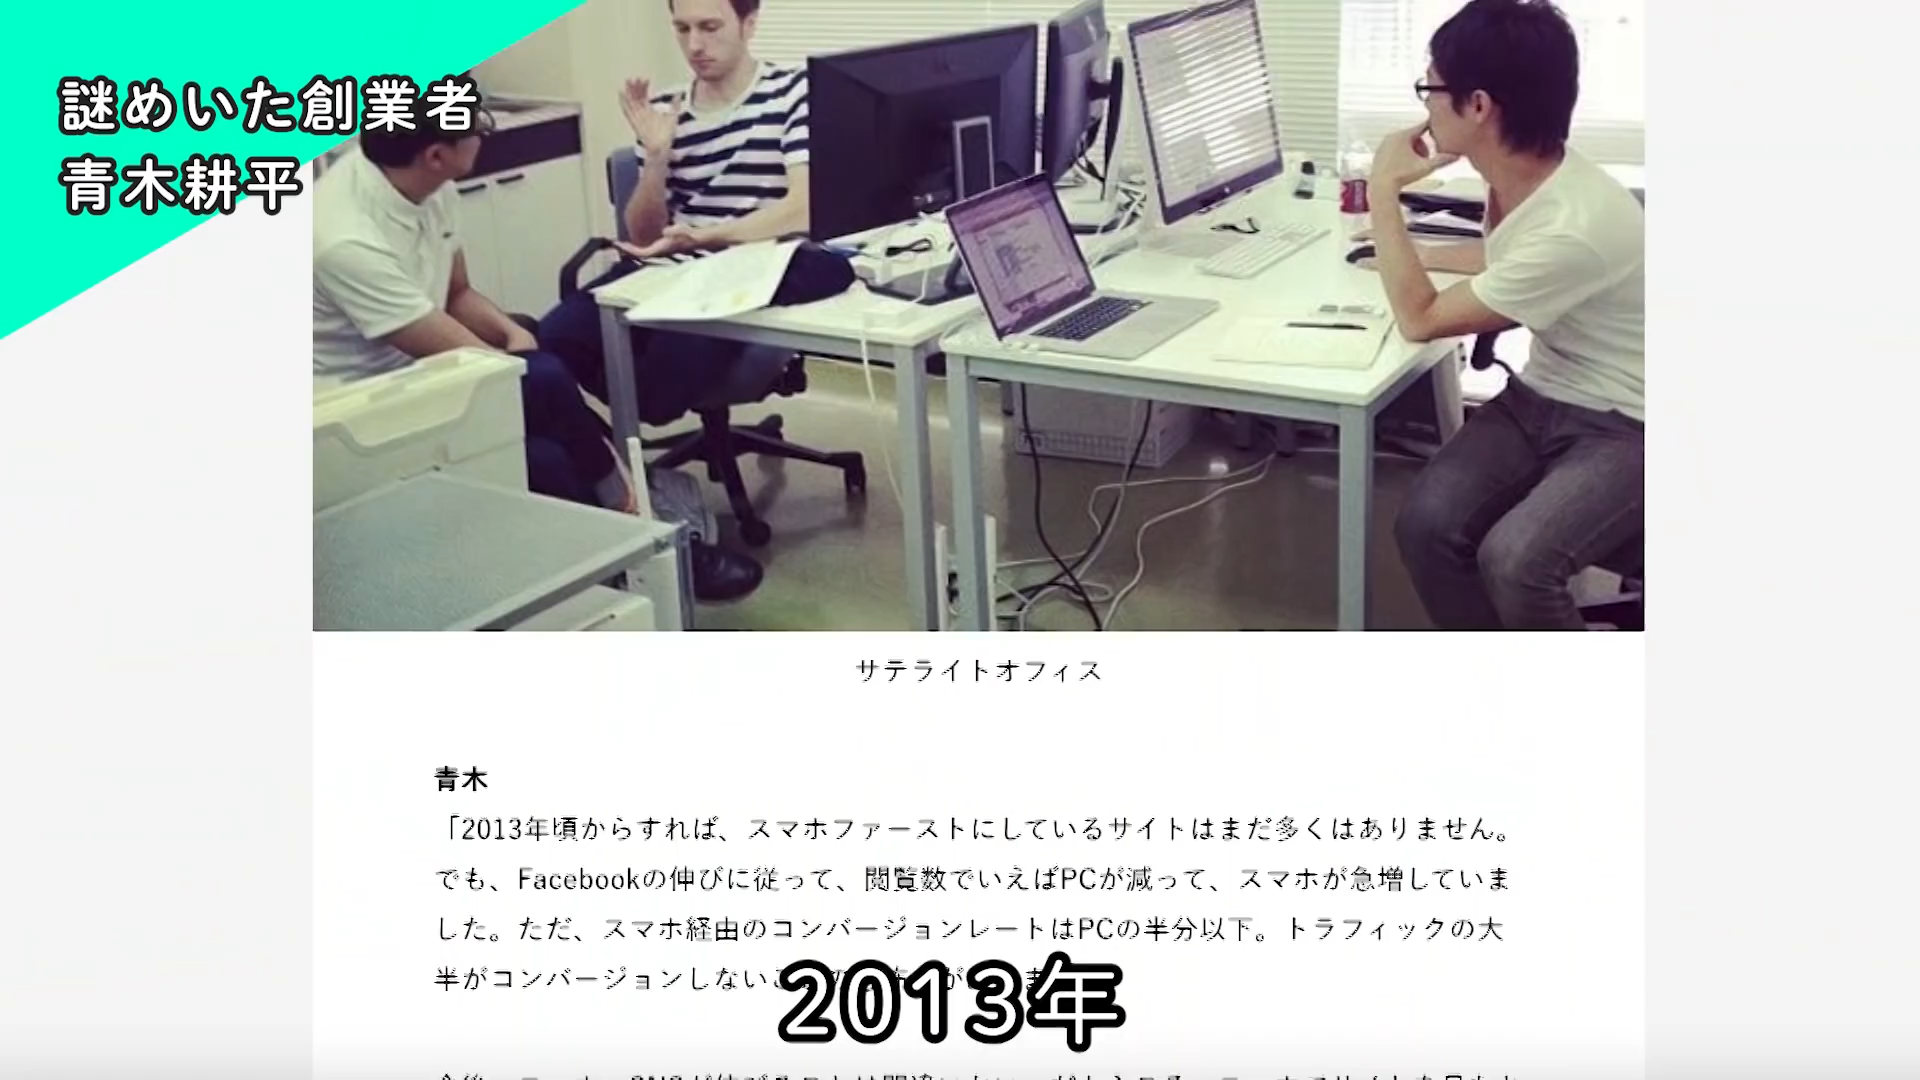 謎めいた創業者
青木耕平
サテライトオフィス
青木
「2013年頃からすれば、スマホファーストにしているサイトはまだ多くはありません。
でも、Facebookの伸びに従って、閲覧数でいえばPCが減って、スマホが急増していま
した。ただ、スマホ経由のコンバージョンレートはPCの半分以下。トラフィックの大
半がコンバージョンしない
2013年